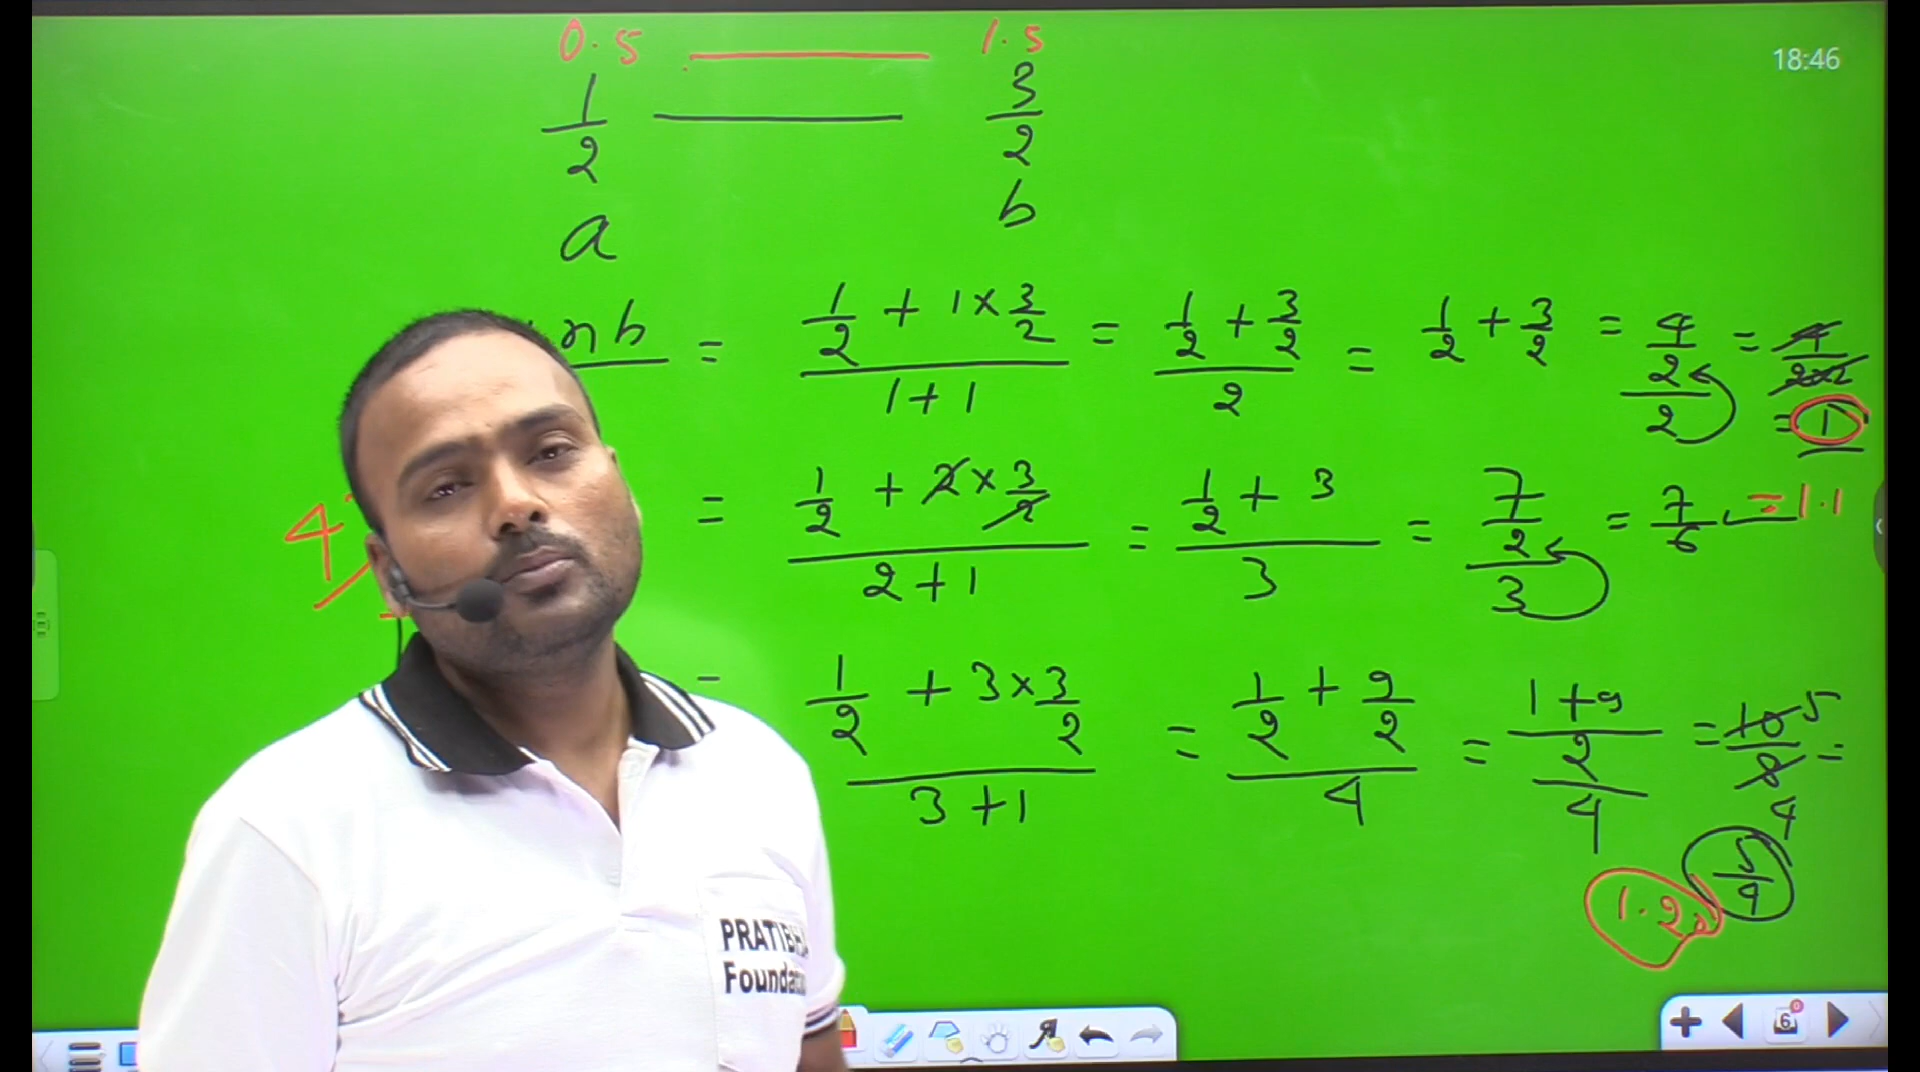 0.5 1.5
18:46
1/2 3/2
a b
nb = (1/2 + 1×3/2)/(1+1) = (1/2 + 3/2)/2 = 1/2 + 3/2 = (4/2)/2 = 4/(2×2)
= 1
= (1/2 + 2×3/2)/(2+1) = (1/2 + 3)/3 = (7/2)/3 = 7/6 = 1.1
4
= (1/2 + 3×3/2)/(3+1) = (1/2 + 9/2)/4 = ((1+9)/2)/4 = 10/8 5/4 =
5/4
1.2
PRATIBHA
Foundation
6